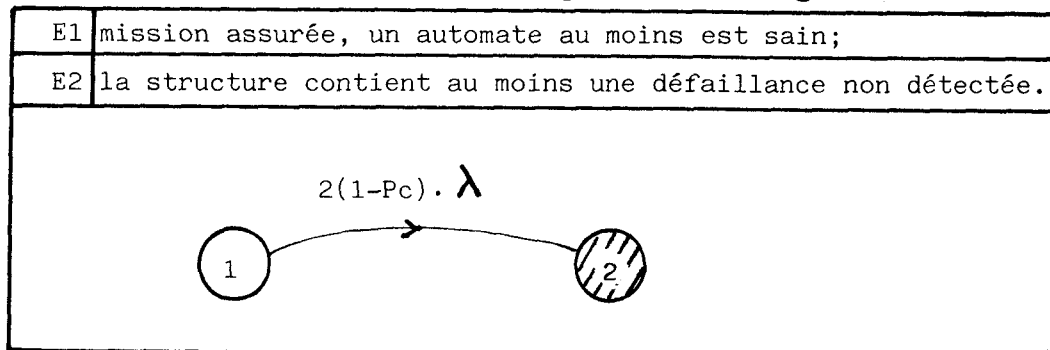 E1 mission assurée, un automate au moins est sain;
E2 la structure contient au moins une défaillance non détectée.
2(1-Pc). λ
1
2